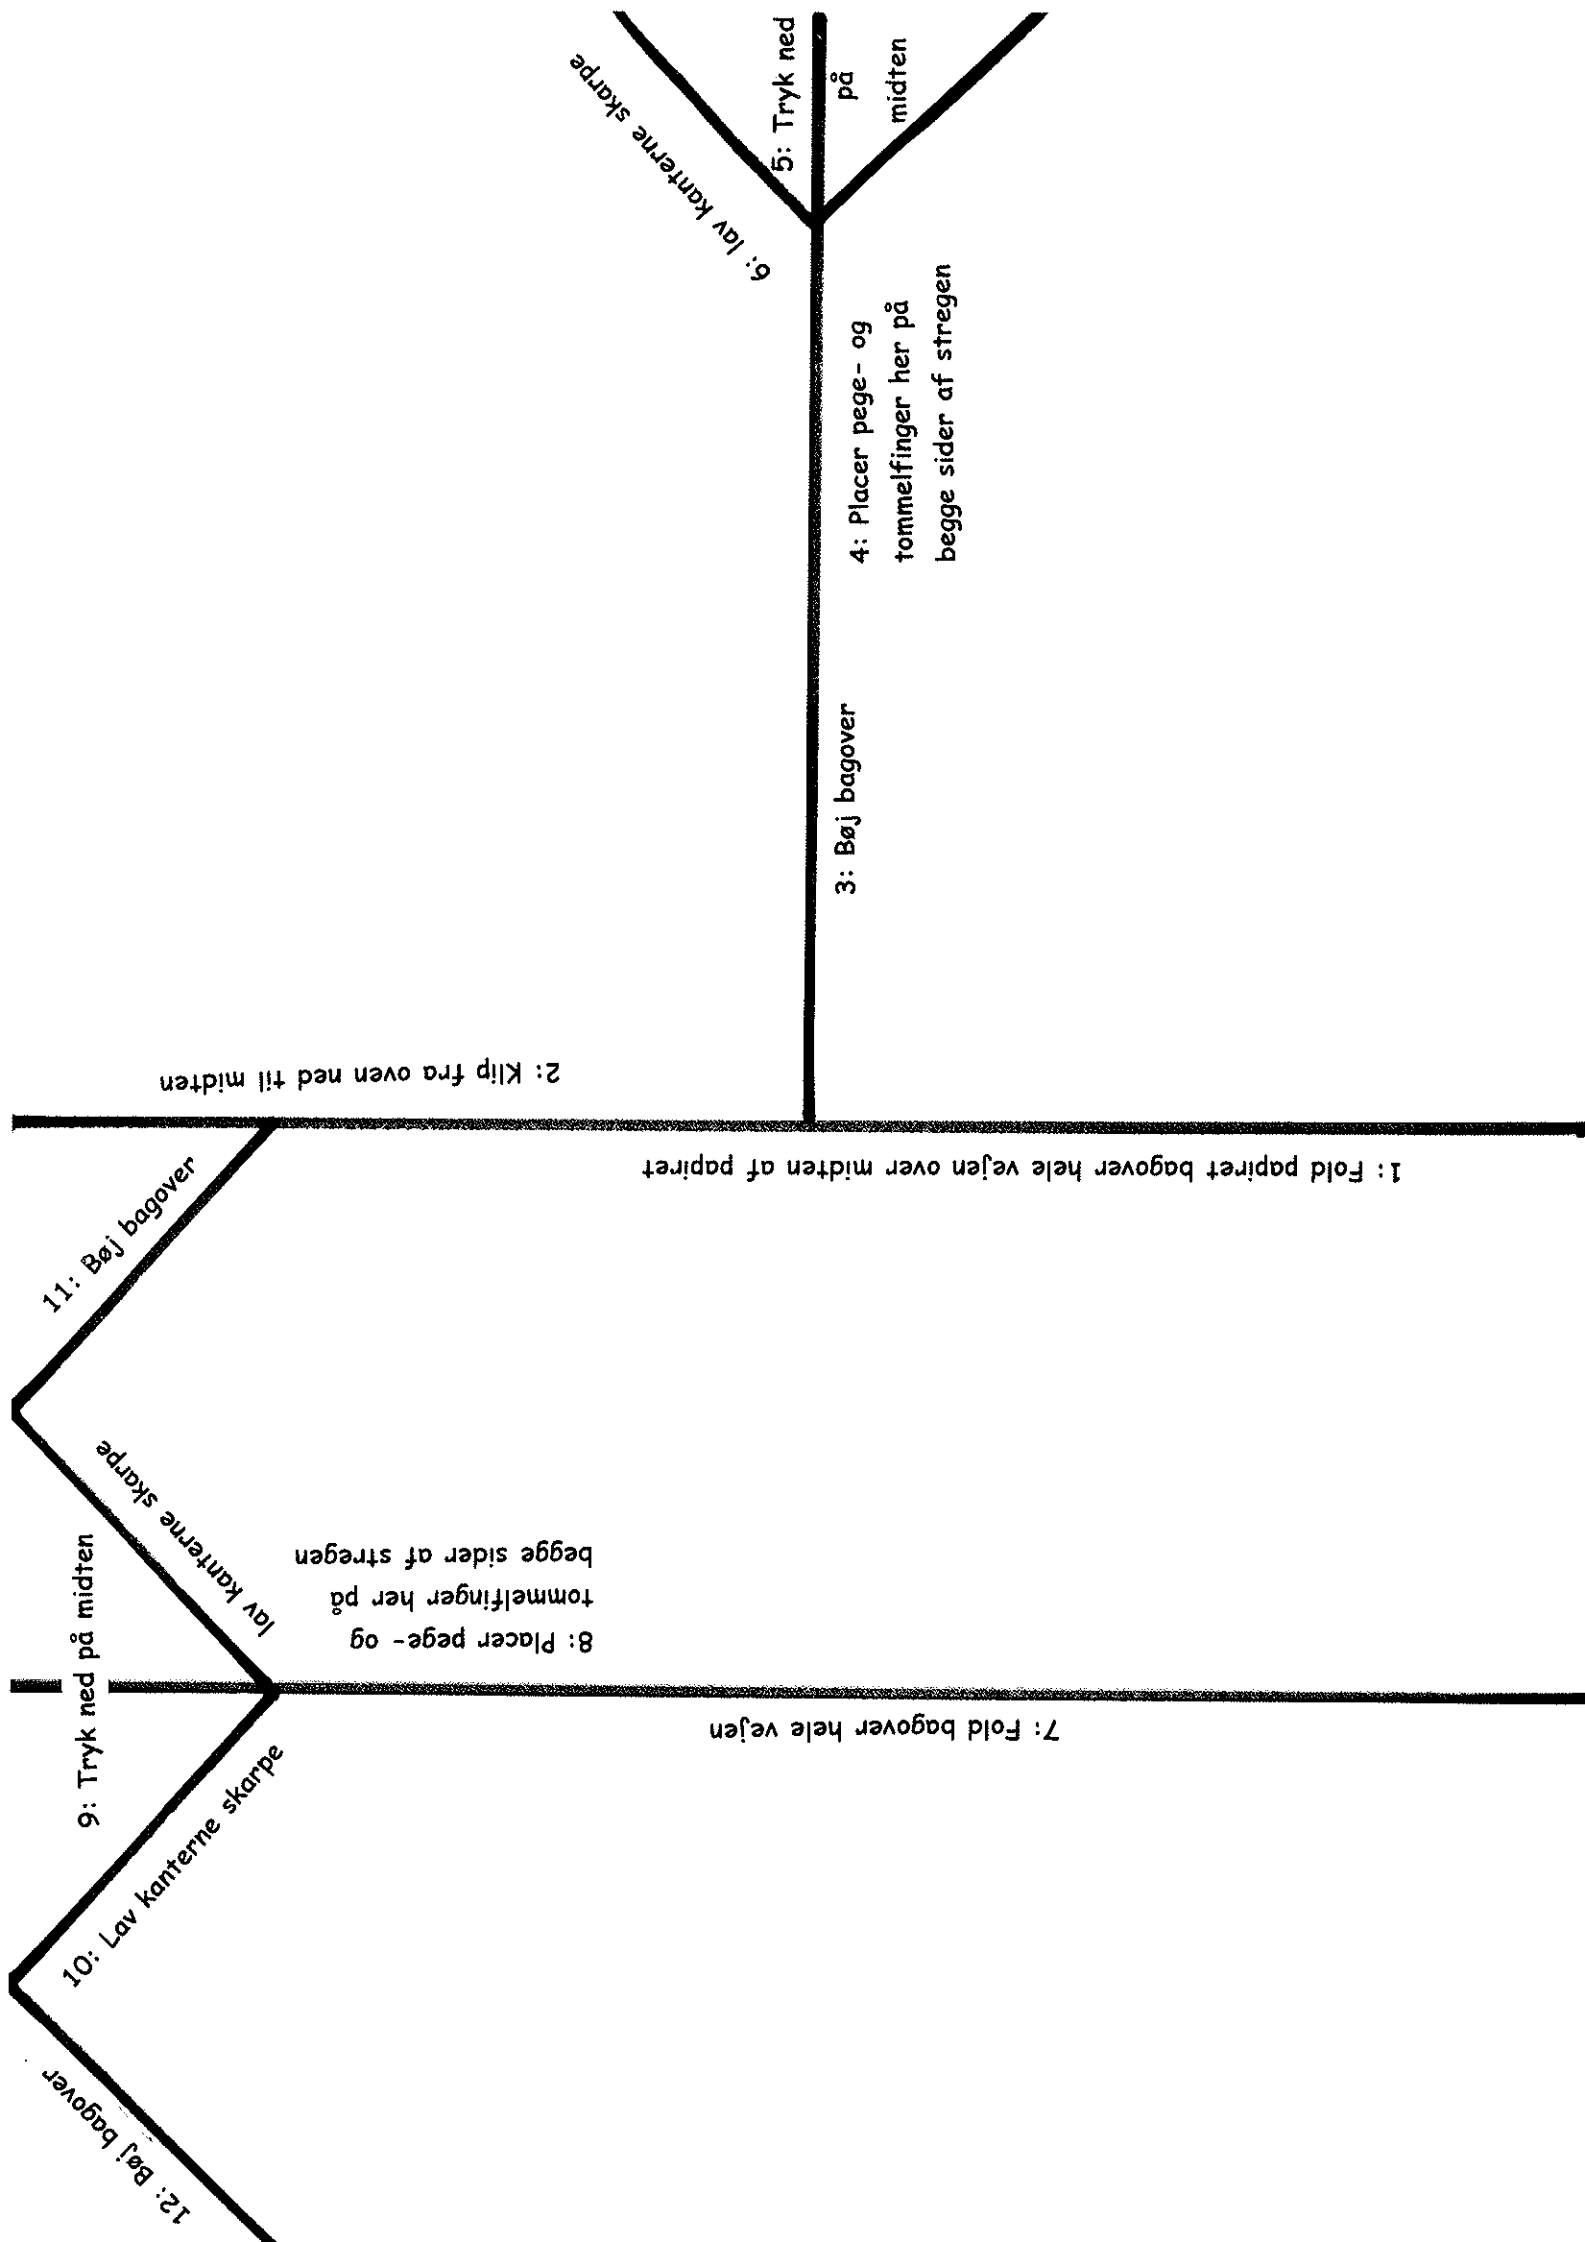 1: Fold papiret bagover hele vejen over midten af papiret
2: Klip fra oven ned til midten
3: Bøj bagover
4: Placer pege- og
tommelfinger her på
begge sider af stregen
5: Tryk ned
på
midten
6: lav kanterne skarpe
7: Fold bagover hele vejen
8: Placer pege- og
tommelfinger her på
begge sider af stregen
9: Tryk ned på midten
10: Lav kanterne skarpe
lav kanterne skarpe
11: Bøj bagover
12: Bøj bagover